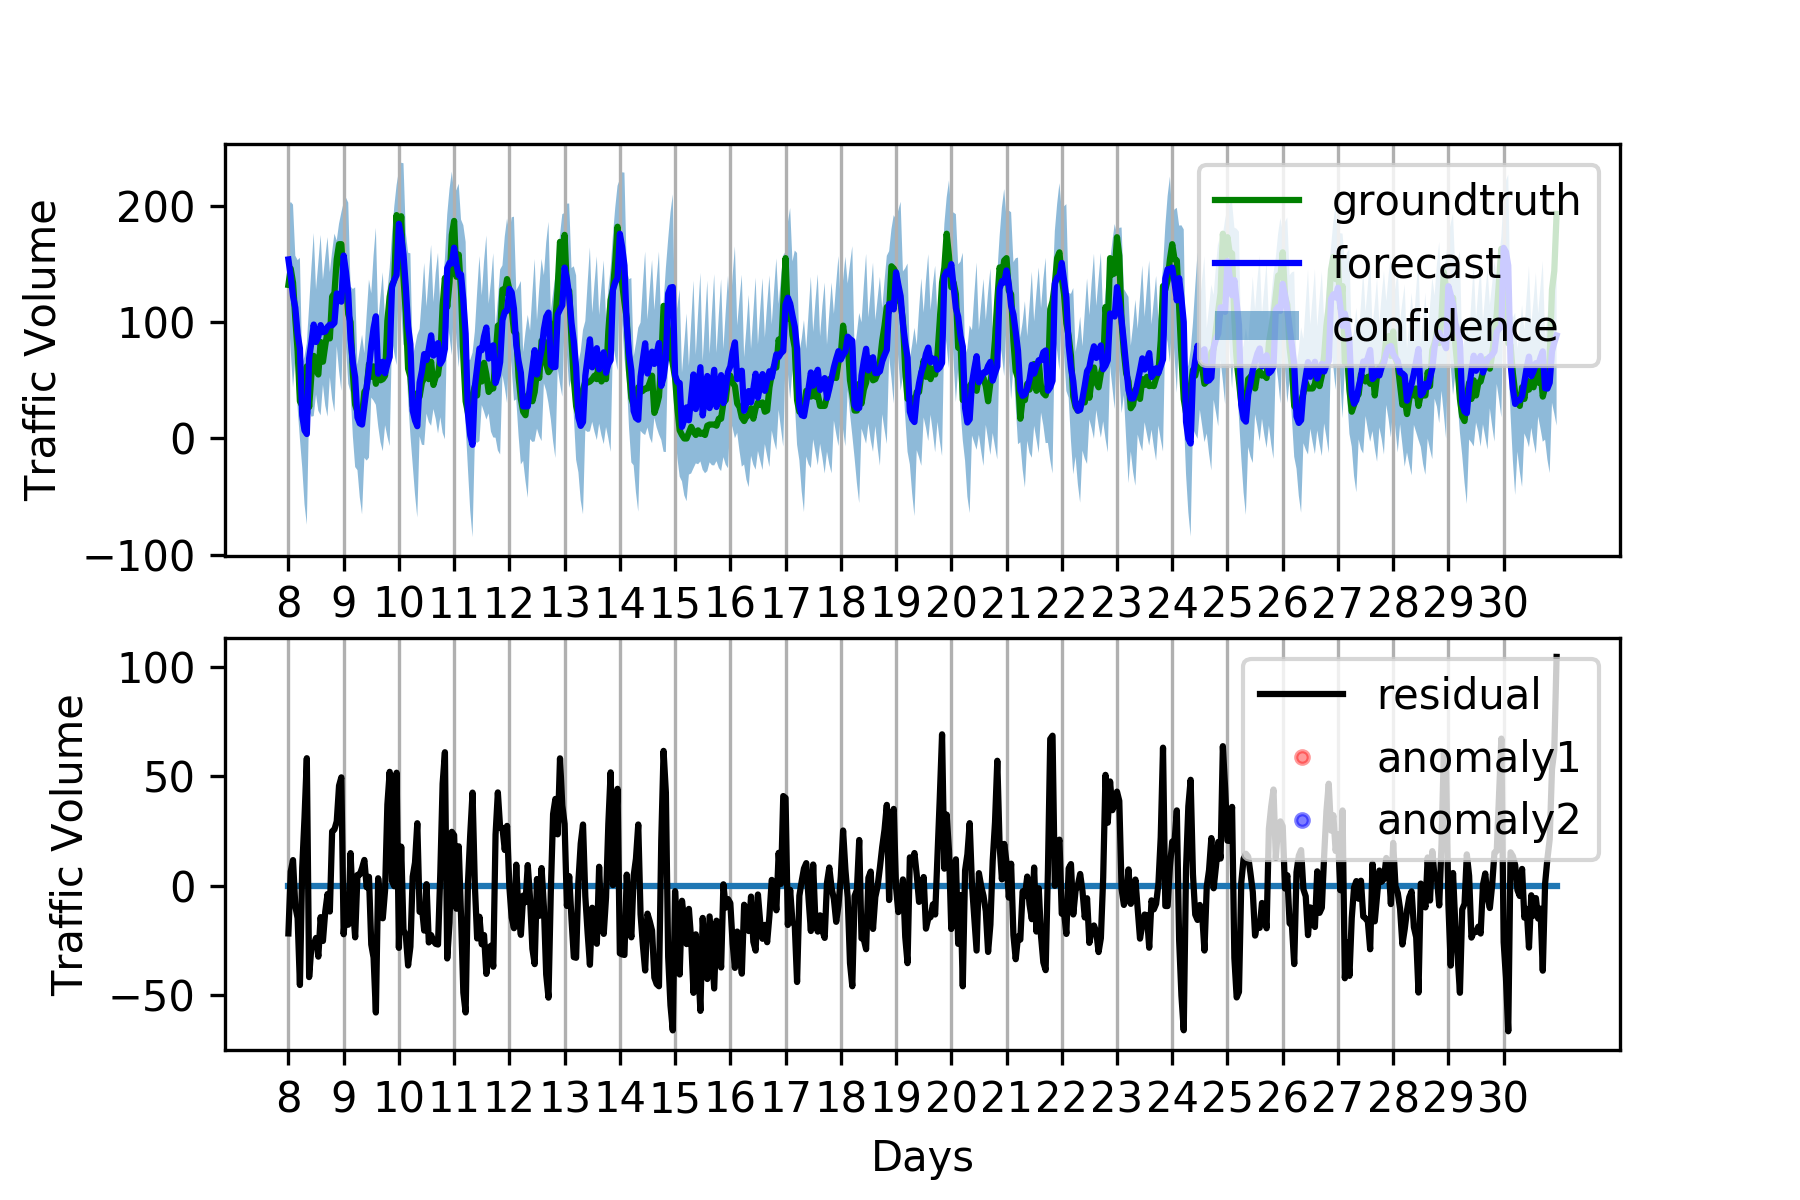 Traffic Volume
200
100
0
−100
groundtruth
forecast
confidence
8 9 10 11 12 13 14 15 16 17 18 19 20 21 22 23 24 25 26 27 28 29 30
Traffic Volume
100
50
0
−50
residual
anomaly1
anomaly2
8 9 10 11 12 13 14 15 16 17 18 19 20 21 22 23 24 25 26 27 28 29 30
Days